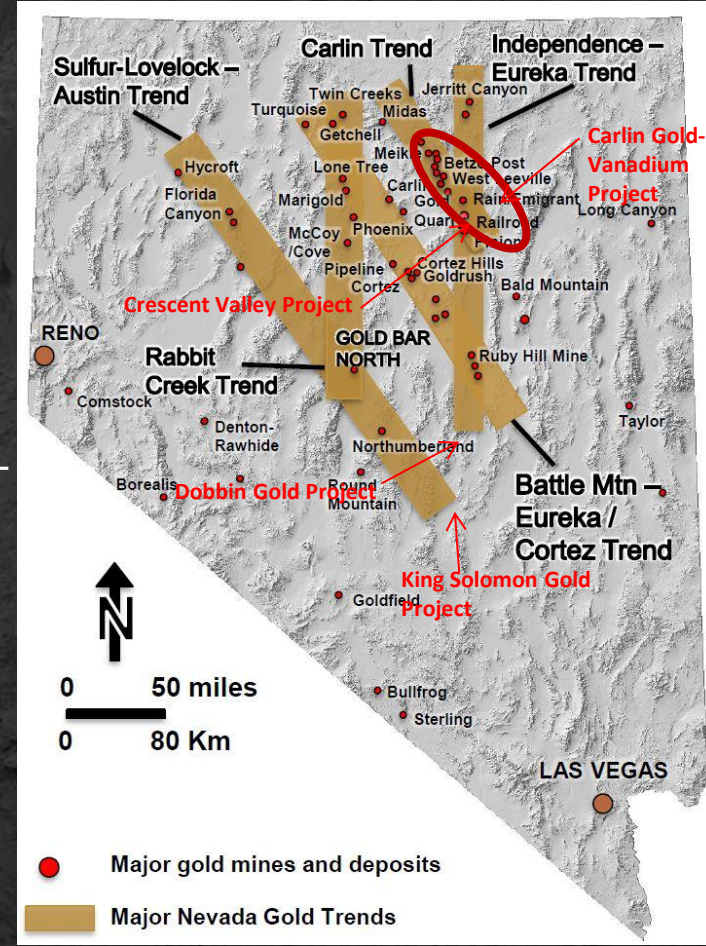 Carlin Trend
Independence –
Eureka Trend
Sulfur-Lovelock –
Austin Trend
Twin Creeks
Jerritt Canyon
Turquoise
Midas
Getchell
Carlin Gold-
Vanadium
Project
Meikle
Betze Post
Hycroft
Lone Tree
West Leeville
Florida
Canyon
Marigold
Carlin
Gold
Rain/Emigrant
Long Canyon
Phoenix
Railroad
McCoy
/Cove
Pipeline
Cortez Hills
Cortez
Goldrush
Bald Mountain
Crescent Valley Project
RENO
GOLD BAR
NORTH
Rabbit
Creek Trend
Ruby Hill Mine
Comstock
Denton-
Rawhide
Taylor
Northumberland
Borealis
Dobbin Gold Project
Round
Mountain
Battle Mtn –
Eureka /
Cortez Trend
King Solomon Gold
Project
Goldfield
N
0 50 miles
0 80 Km
Bullfrog
Sterling
LAS VEGAS
Major gold mines and deposits
Major Nevada Gold Trends